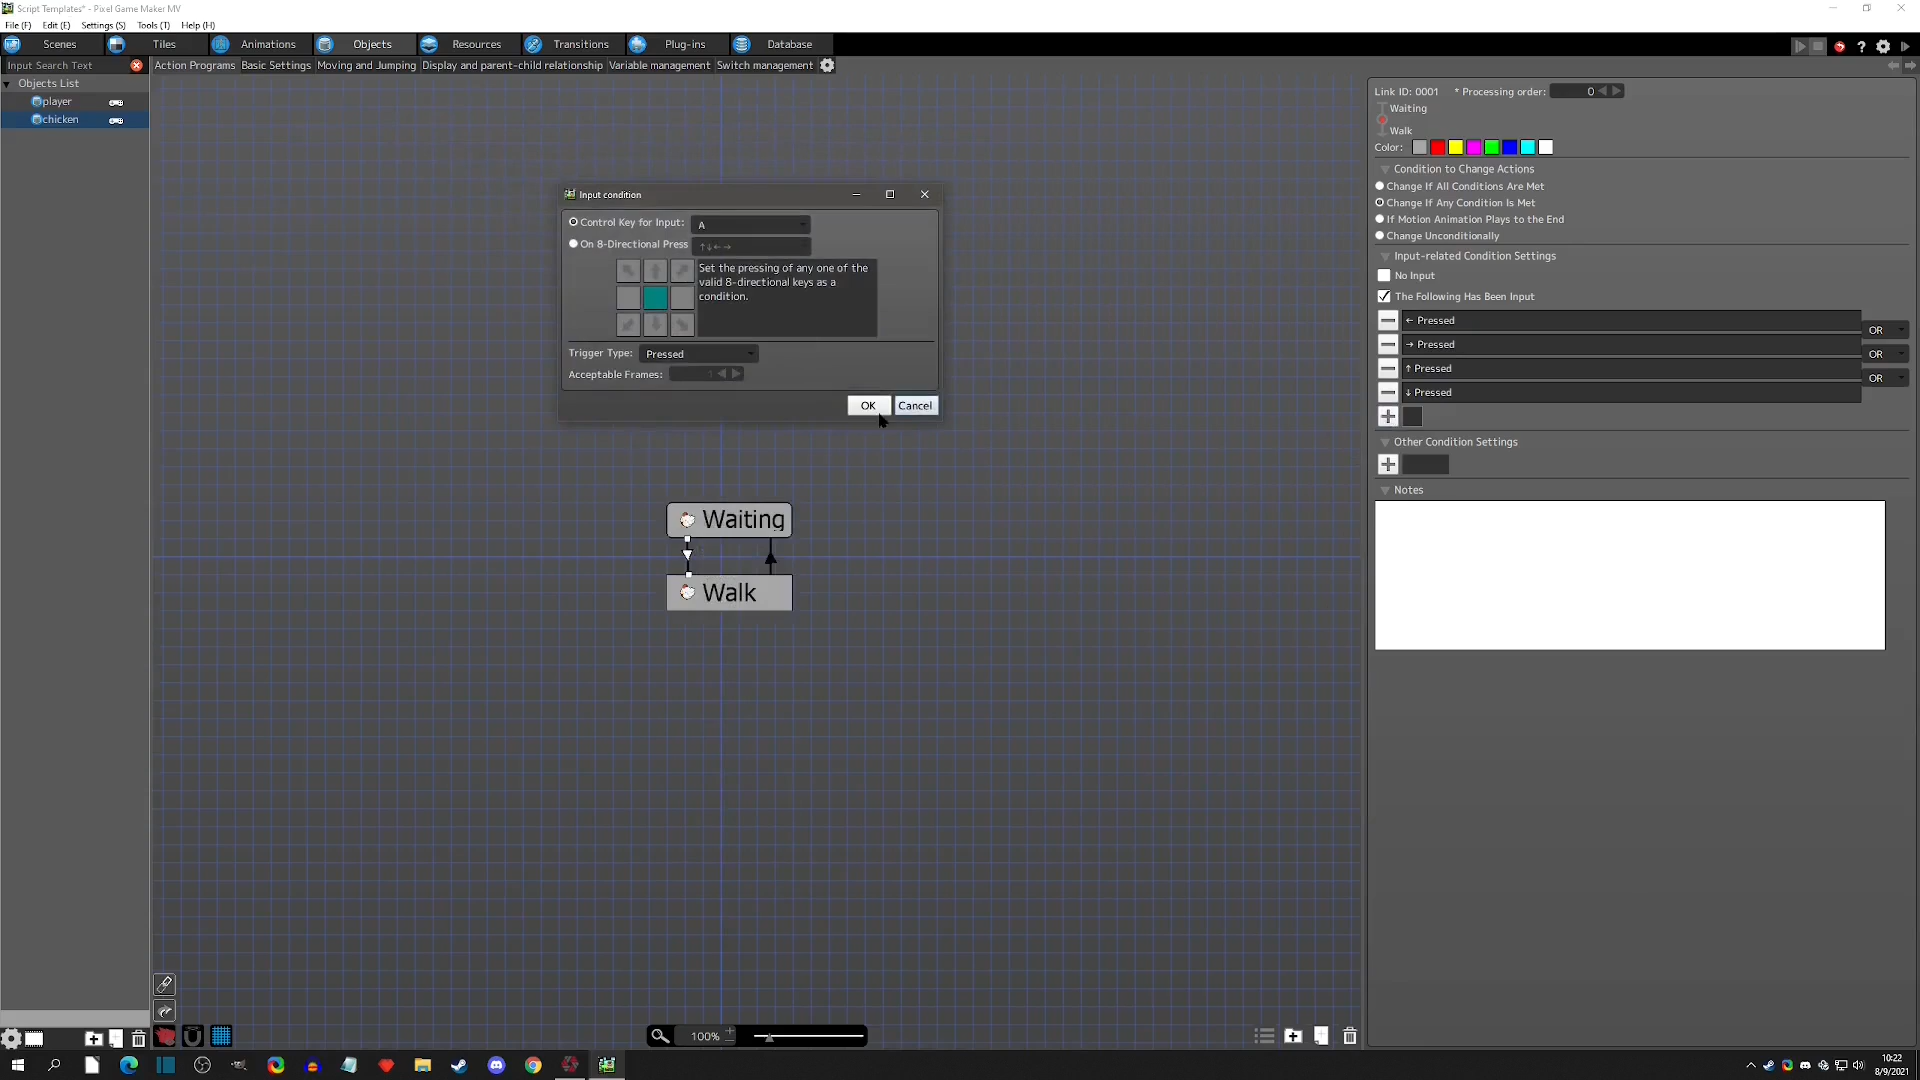 Script Templates* - Pixel Game Maker MV
File (F) Edit (E) Settings (S) Tools (T) Help (H)
Scenes Tiles Animations Objects Resources Transitions Plug-ins Database
Input Search Text
Action Programs Basic Settings Moving and Jumping Display and parent-child relationship Variable management Switch management
Objects List
player
chicken
Input condition
Control Key for Input: A
On 8-Directional Press ↑↓←→
Set the pressing of any one of the
valid 8-directional keys as a
condition.
Trigger Type: Pressed
Acceptable Frames: 1
OK Cancel
Waiting
Walk
Link ID: 0001 * Processing order: 0
Waiting
Walk
Color:
Condition to Change Actions
Change If All Conditions Are Met
Change If Any Condition Is Met
If Motion Animation Plays to the End
Change Unconditionally
Input-related Condition Settings
No Input
The Following Has Been Input
← Pressed
OR
→ Pressed
OR
↑ Pressed
OR
↓ Pressed
Other Condition Settings
Notes
100%
10:22
8/9/2021